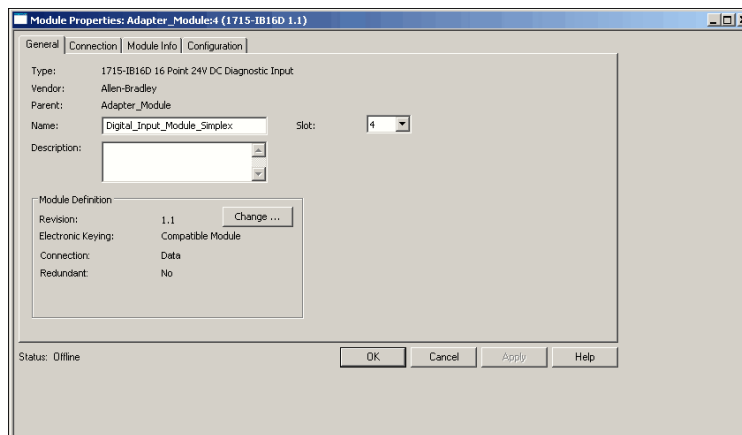 Module Properties: Adapter_Module:4 (1715-IB16D 1.1)
General Connection Module Info Configuration
Type: 1715-IB16D 16 Point 24V DC Diagnostic Input
Vendor: Allen-Bradley
Parent: Adapter_Module
Name: Digital_Input_Module_Simplex Slot: 4
Description:
Module Definition
Revision: 1.1 Change ...
Electronic Keying: Compatible Module
Connection: Data
Redundant: No
Status: Offline OK Cancel Apply Help